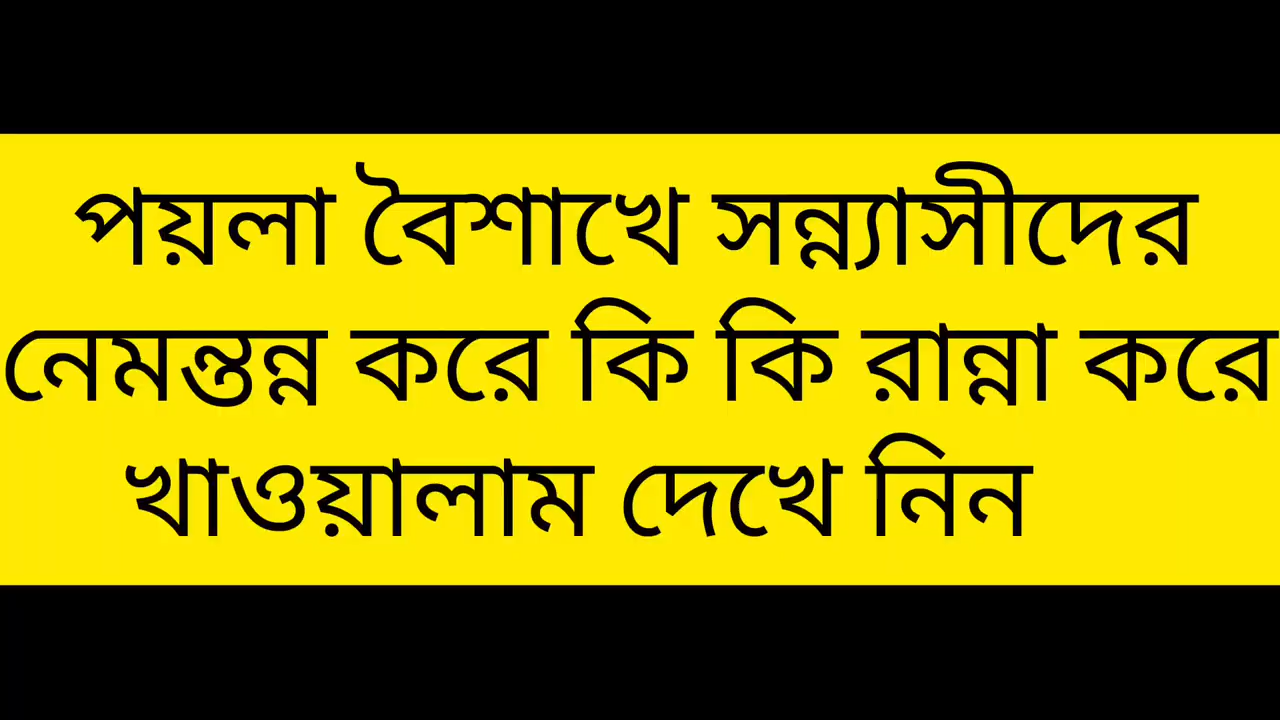 পয়লা বৈশাখে সন্ন্যাসীদের
নেমন্তন্ন করে কি কি রান্না করে
খাওয়ালাম দেখে নিন